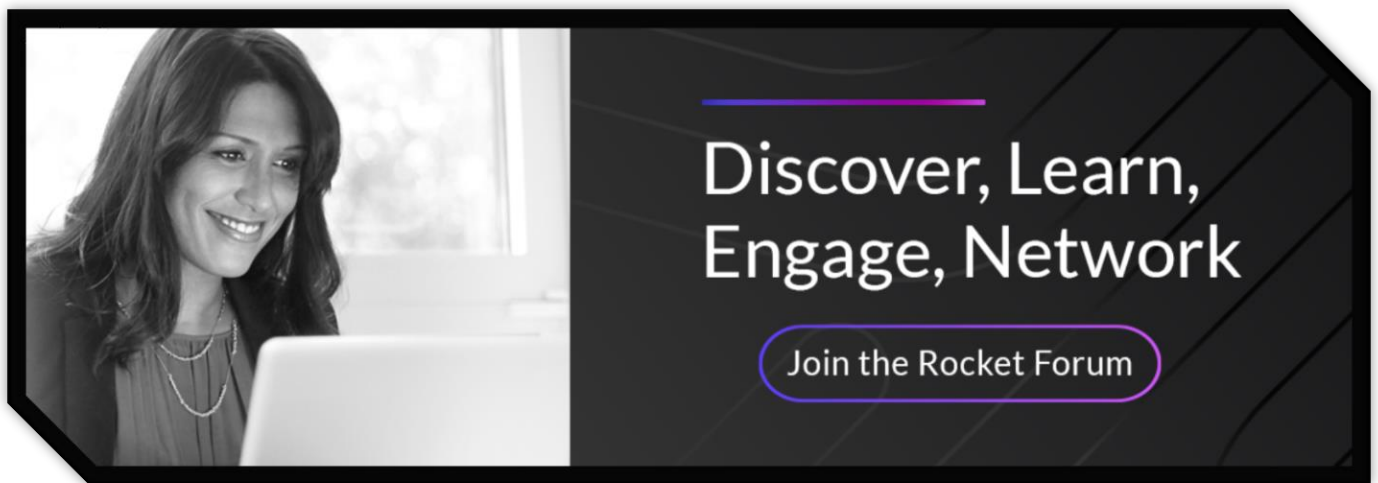 Discover, Learn,
Engage, Network
Join the Rocket Forum